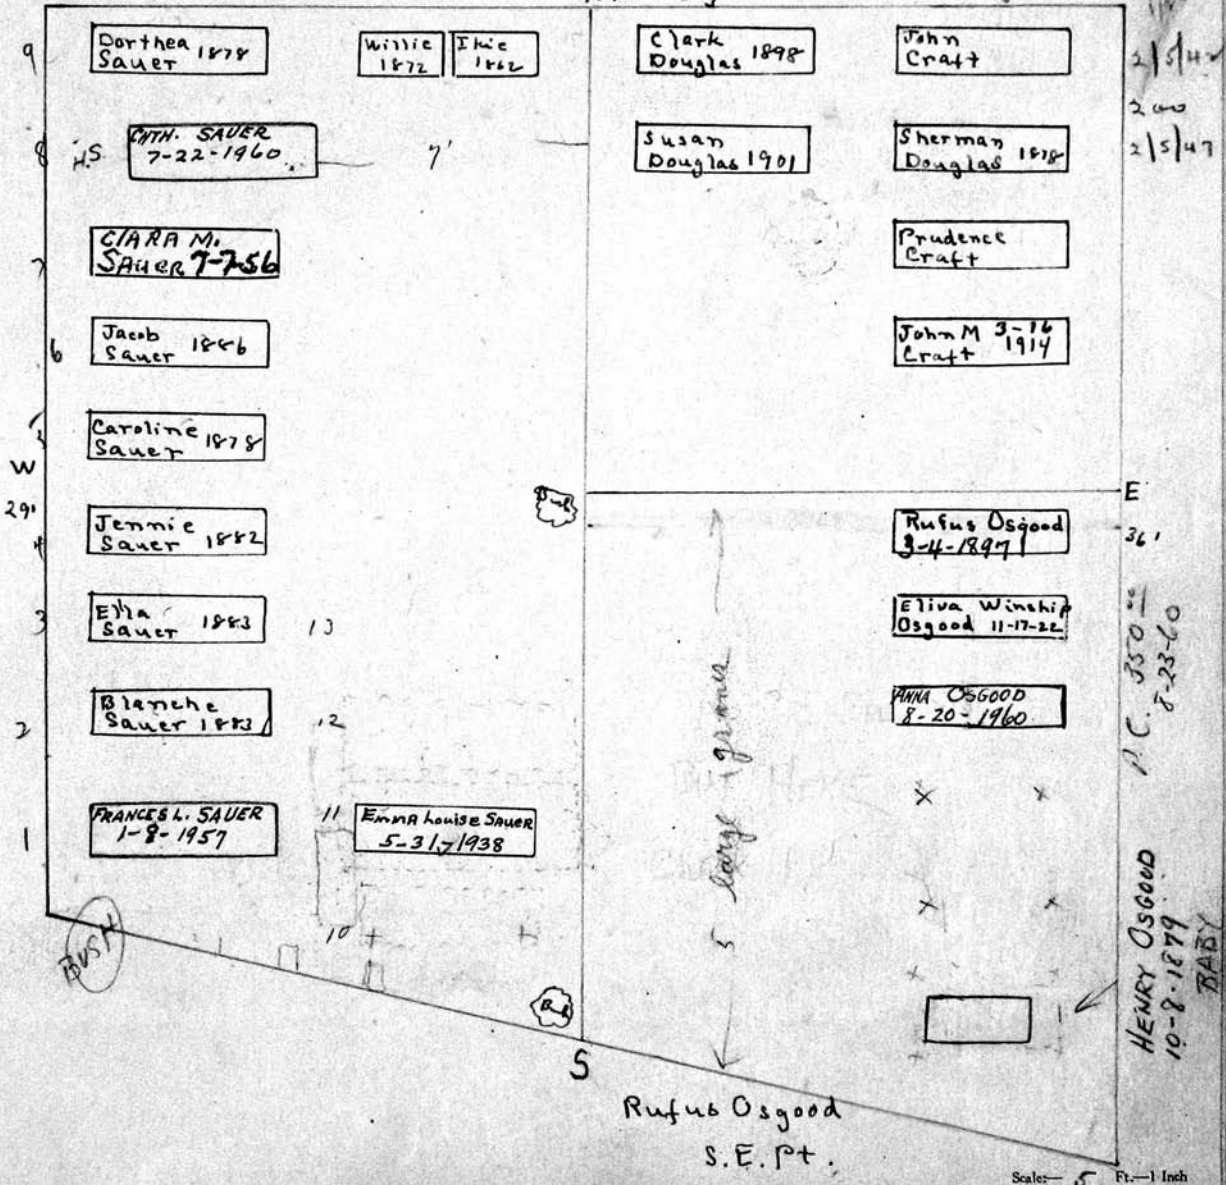 9
Dorthea
Sauer 1878
Willie
1872
Ikie
1862
Clark
Douglas 1898
John
Craft
8
H.S.
CATH. SAUER
7-22-1960
7'
Susan
Douglas 1901
Sherman
Douglas 1878
2/5/47
7
CLARA M.
SAUER 7-7-56
Prudence
Craft
6
Jacob
Sauer 1886
John M 3-16
Craft 1914
5
Caroline
Sauer 1878
W
E
29'
4
Jennie
Sauer 1882
Bush
Rufus Osgood
3-4-1897
36'
3
Ella
Sauer 1883
13
Eliva Winship
Osgood 11-17-22
P.C. 350
8-23-60
2
Blanche
Sauer 1883
12
ANNA OSGOOD
8-20-1960
1
FRANCES L. SAUER
1-8-1957
11
EMMA Louise SAUER
5-31-1938
5 large graves
10
BUSH
HENRY OSGOOD
10-8-1879
BABY
S
Rufus Osgood
S.E. Pt.
Scale:— 5 Ft.—1 Inch